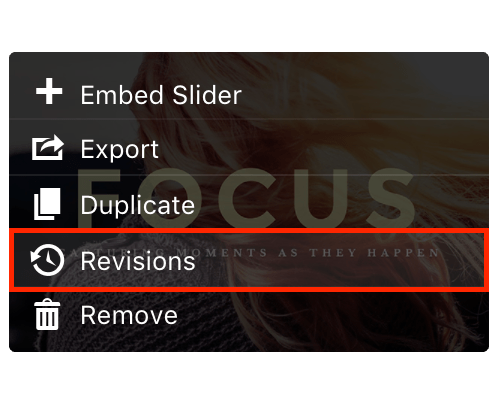 Embed Slider
Export
FOCUS
Duplicate
MOMENTS AS THEY HAPPEN
Revisions
Remove